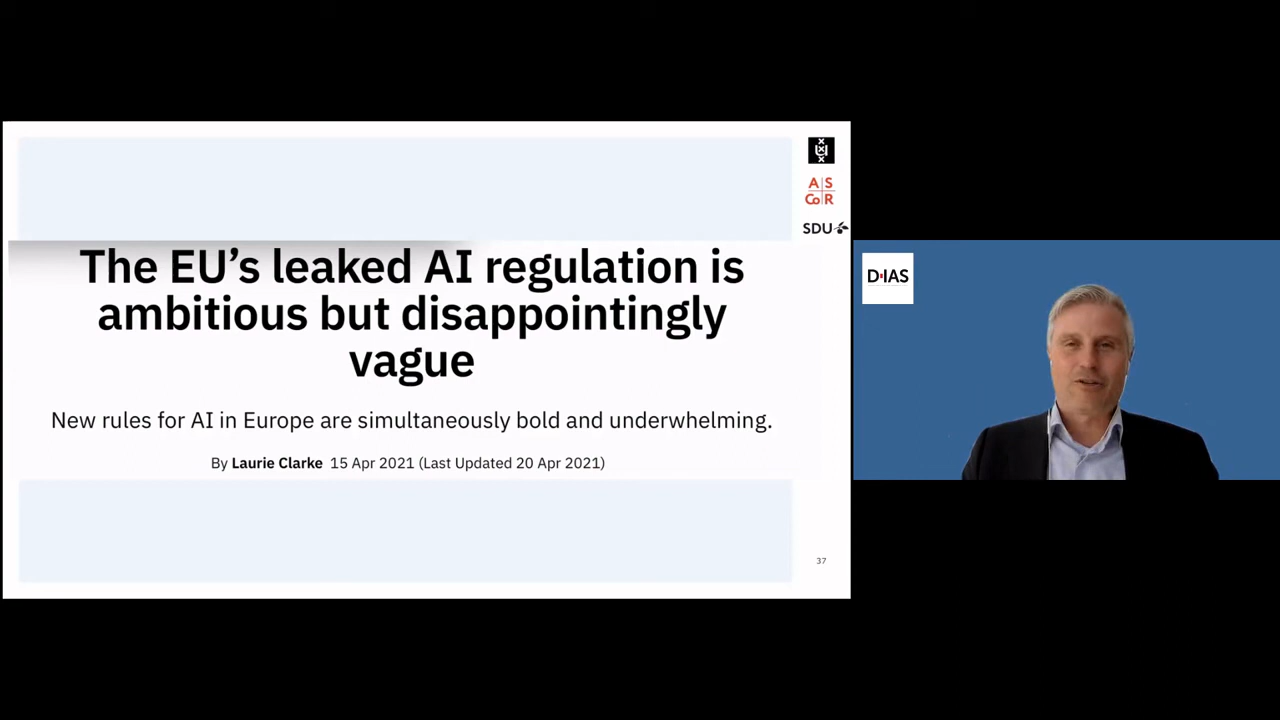 The EU’s leaked AI regulation is
ambitious but disappointingly
vague
New rules for AI in Europe are simultaneously bold and underwhelming.
By Laurie Clarke 15 Apr 2021 (Last Updated 20 Apr 2021)
A S
Co R
SDU
37
D·IAS